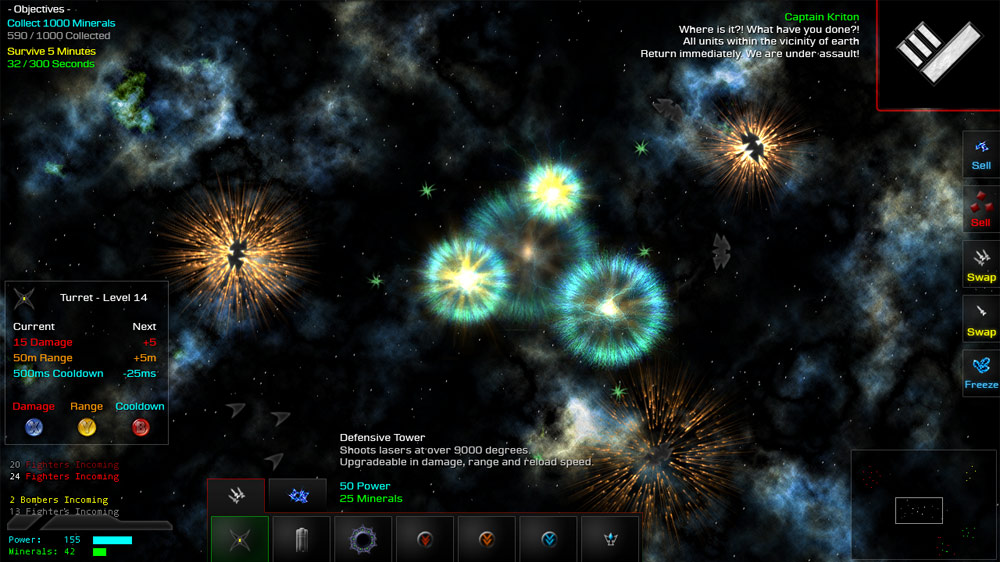 - Objectives -
Collect 1000 Minerals
590 / 1000 Collected
Survive 5 Minutes
32 / 300 Seconds
Captain Kriton
Where is it?! What have you done?!
All units within the vicinity of earth
Return immediately. We are under assault!
Sell
Sell
Swap
Swap
Freeze
Turret - Level 14
Current Next
15 Damage +5
50m Range +5m
500ms Cooldown -25ms
Damage Range Cooldown
X Y B
20 Fighters Incoming
24 Fighters Incoming
2 Bombers Incoming
13 Fighters Incoming
Power: 155
Minerals: 42
Defensive Tower
Shoots lasers at over 9000 degrees.
Upgradeable in damage, range and reload speed.
50 Power
25 Minerals